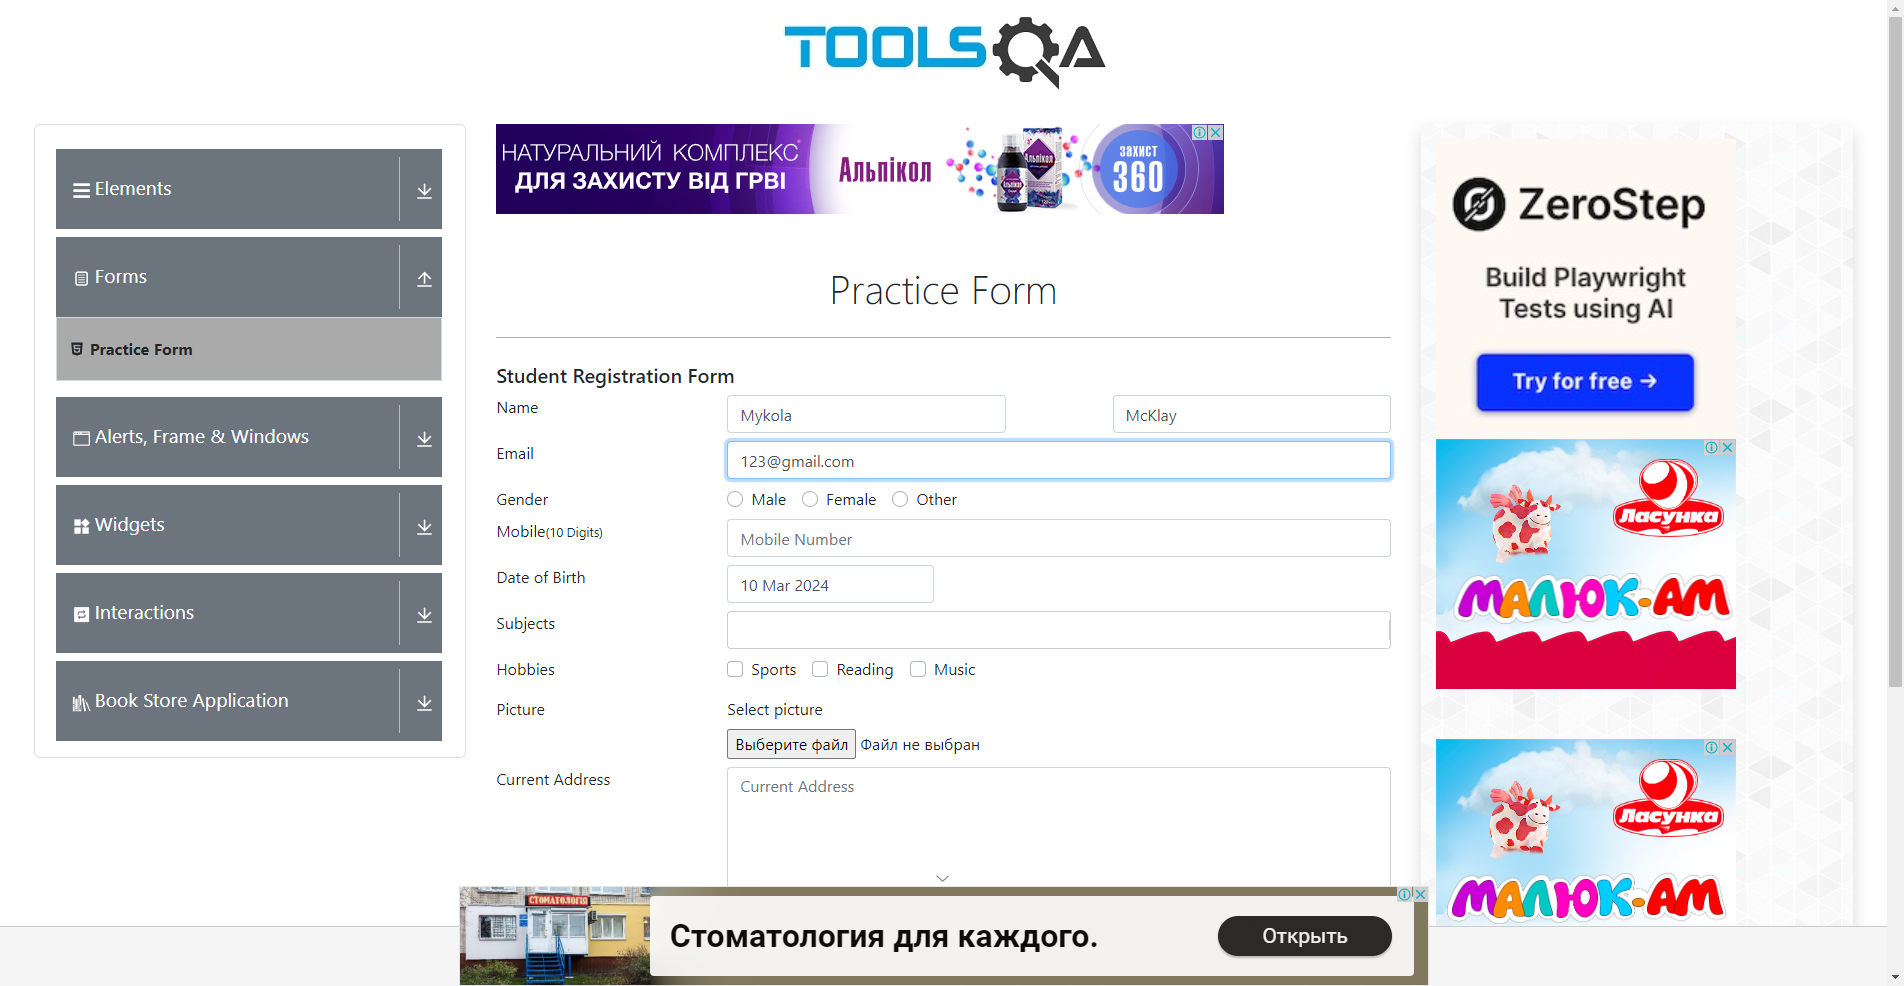 TOOLSQA
Elements
Forms
Practice Form
Alerts, Frame & Windows
Widgets
Interactions
Book Store Application
НАТУРАЛЬНИЙ КОМПЛЕКС
ДЛЯ ЗАХИСТУ ВІД ГРВІ
Альпікол
Альпікол
Альпікол
ЗАХИСТ
360
Practice Form
Student Registration Form
Name
Mykola
McKlay
Email
123@gmail.com
Gender
Male
Female
Other
Mobile(10 Digits)
Mobile Number
Date of Birth
10 Mar 2024
Subjects
Hobbies
Sports
Reading
Music
Picture
Select picture
Выберите файл
Файл не выбран
Current Address
Current Address
ZeroStep
Build Playwright
Tests using AI
Try for free →
Ласунка
МАЛЮК-АМ
Ласунка
МАЛЮК-АМ
СТОМАТОЛОГІЯ
Стоматология для каждого.
Открыть